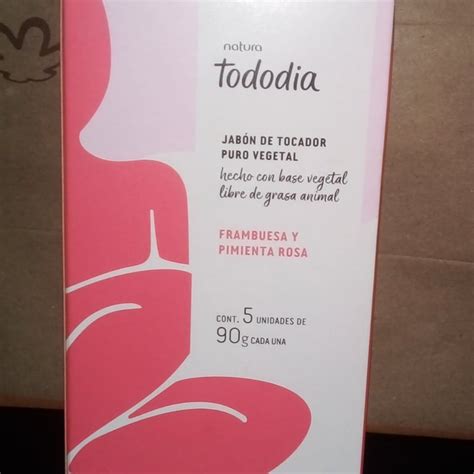 natura
Tododia
JABÓN DE TOCADOR
PURO VEGETAL
hecho con base vegetal
libre de grasa animal
FRAMBUESA Y
PIMIENTA ROSA
CONT. 5 UNIDADES DE
90g CADA UNA